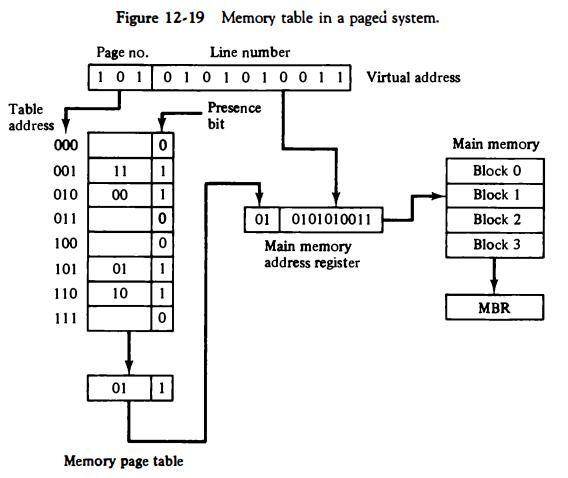 Figure 12-19 Memory table in a paged system.
Page no. Line number
1 0 1 0 1 0 1 0 1 0 0 1 1 Virtual address
Table address
Presence bit
000 0
001 11 1
010 00 1
011 0
100 0
101 01 1
110 10 1
111 0
01 1
Memory page table
01 0101010011
Main memory
address register
Main memory
Block 0
Block 1
Block 2
Block 3
MBR